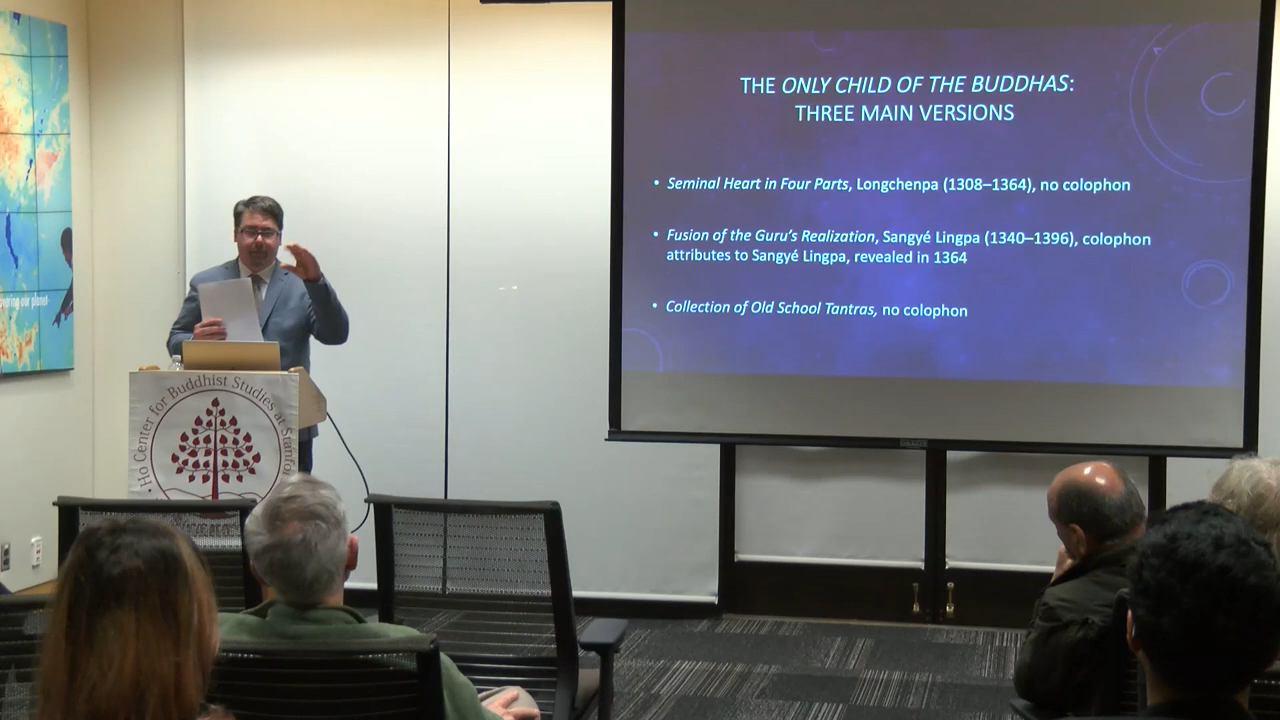 THE ONLY CHILD OF THE BUDDHAS:
THREE MAIN VERSIONS
• Seminal Heart in Four Parts, Longchenpa (1308–1364), no colophon
• Fusion of the Guru's Realization, Sangyé Lingpa (1340–1396), colophon
attributes to Sangyé Lingpa, revealed in 1364
• Collection of Old School Tantras, no colophon
our planet
Ho Center for Buddhist Studies at